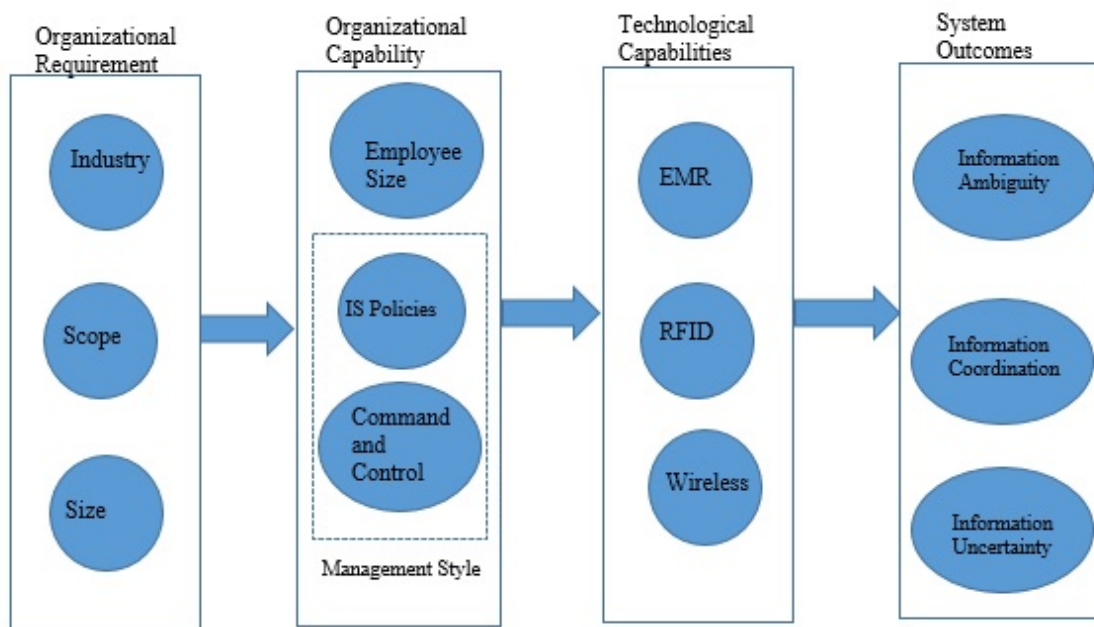 Organizational
Requirement
Industry
Scope
Size
Organizational
Capability
Employee
Size
IS Policies
Command
and
Control
Management Style
Technological
Capabilities
EMR
RFID
Wireless
System
Outcomes
Information
Ambiguity
Information
Coordination
Information
Uncertainty